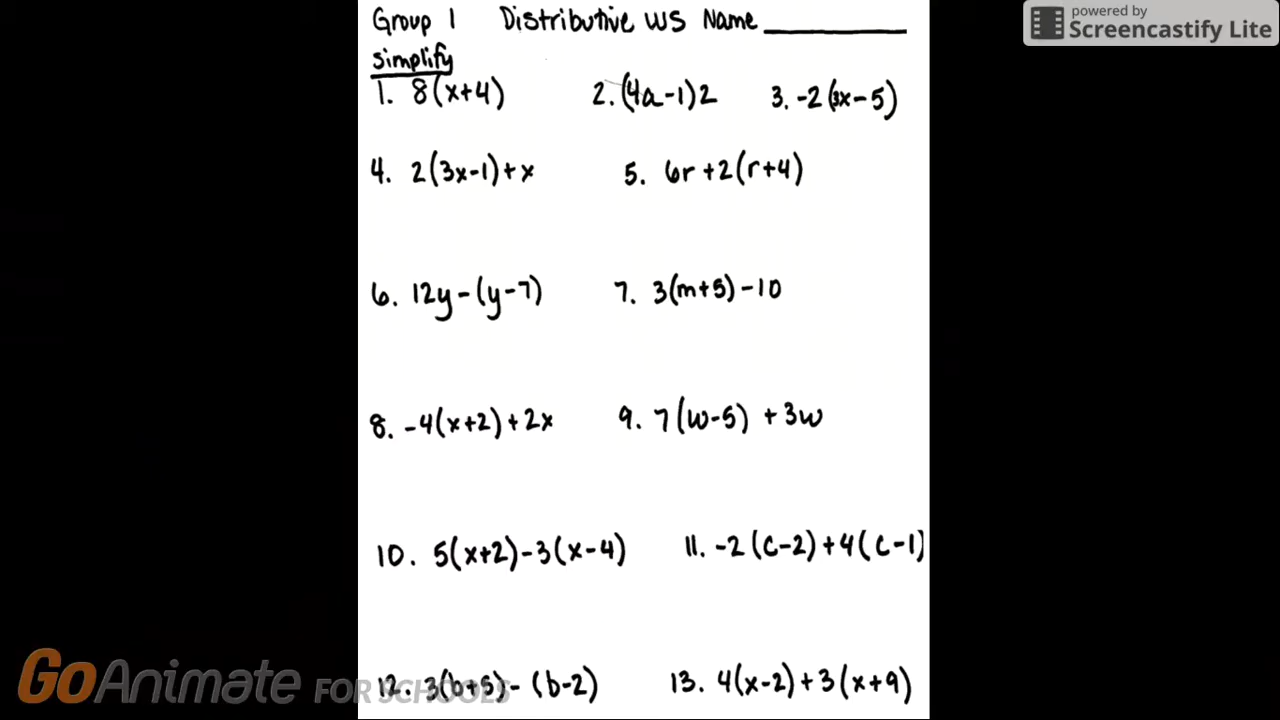 Group 1 Distributive WS Name
powered by
Screencastify Lite
simplify
1. 8(x+4) 2. (4a-1)2 3. -2(3x-5)
4. 2(3x-1)+x 5. 6r+2(r+4)
6. 12y-(y-7) 7. 3(m+5)-10
8. -4(x+2)+2x 9. 7(w-5) +3w
10. 5(x+2)-3(x-4) 11. -2(c-2)+4(c-1)
12. 3(b+5)-(b-2) 13. 4(x-2)+3(x+9)
GoAnimate FOR SCHOOLS